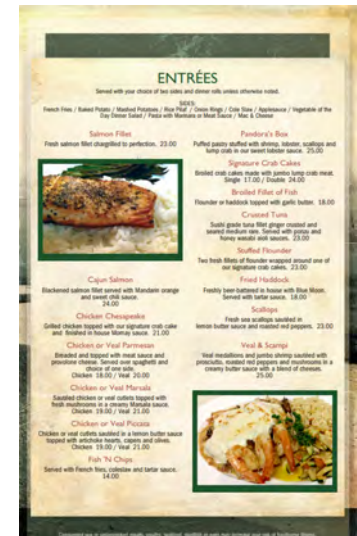 ENTRÉES
Served with your choice of two sides and dinner rolls unless otherwise noted.
SIDES:
French Fries / Baked Potato / Mashed Potatoes / Rice Pilaf / Onion Rings / Cole Slaw / Applesauce / Vegetable of the
Day Dinner Salad / Pasta with Marinara or Meat Sauce / Mac & Cheese
Salmon Fillet
Fresh salmon fillet chargrilled to perfection. 23.00
Cajun Salmon
Blackened salmon fillet served with Mandarin orange
and sweet chili sauce.
24.00
Chicken Chesapeake
Grilled chicken topped with our signature crab cake
and finished in house Mornay sauce. 21.00
Chicken or Veal Parmesan
Breaded and topped with meat sauce and
provolone cheese. Served over spaghetti and
choice of one side.
Chicken 18.00 / Veal 20.00
Chicken or Veal Marsala
Sautéed chicken or veal cutlets topped with
fresh mushrooms in a creamy Marsala sauce.
Chicken 19.00 / Veal 21.00
Chicken or Veal Piccata
Chicken or veal cutlets sautéed in a lemon butter sauce
topped with artichoke hearts, capers and olives.
Chicken 19.00 / Veal 21.00
Fish 'N Chips
Served with French fries, coleslaw and tartar sauce.
14.00
Pandora's Box
Puffed pastry stuffed with shrimp, lobster, scallops and
lump crab in our sweet lobster sauce. 25.00
Signature Crab Cakes
Broiled crab cakes made with jumbo lump crab meat.
Single 17.00 / Double 24.00
Broiled Fillet of Fish
Flounder or haddock topped with garlic butter. 18.00
Crusted Tuna
Sushi grade tuna fillet ginger crusted and
seared medium rare. Served with potato and
honey wasabi aioli sauces. 23.00
Stuffed Flounder
Two fresh fillets of flounder wrapped around one of
our signature crab cakes. 23.00
Fried Haddock
Freshly beer-battered in house with Blue Moon.
Served with tartar sauce. 18.00
Scallops
Fresh sea scallops sautéed in
lemon butter sauce and roasted red peppers. 23.00
Veal & Scampi
Veal medallions and jumbo shrimp sautéed with
prosciutto, roasted red peppers and mushrooms in a
creamy butter sauce with a blend of cheeses.
25.00